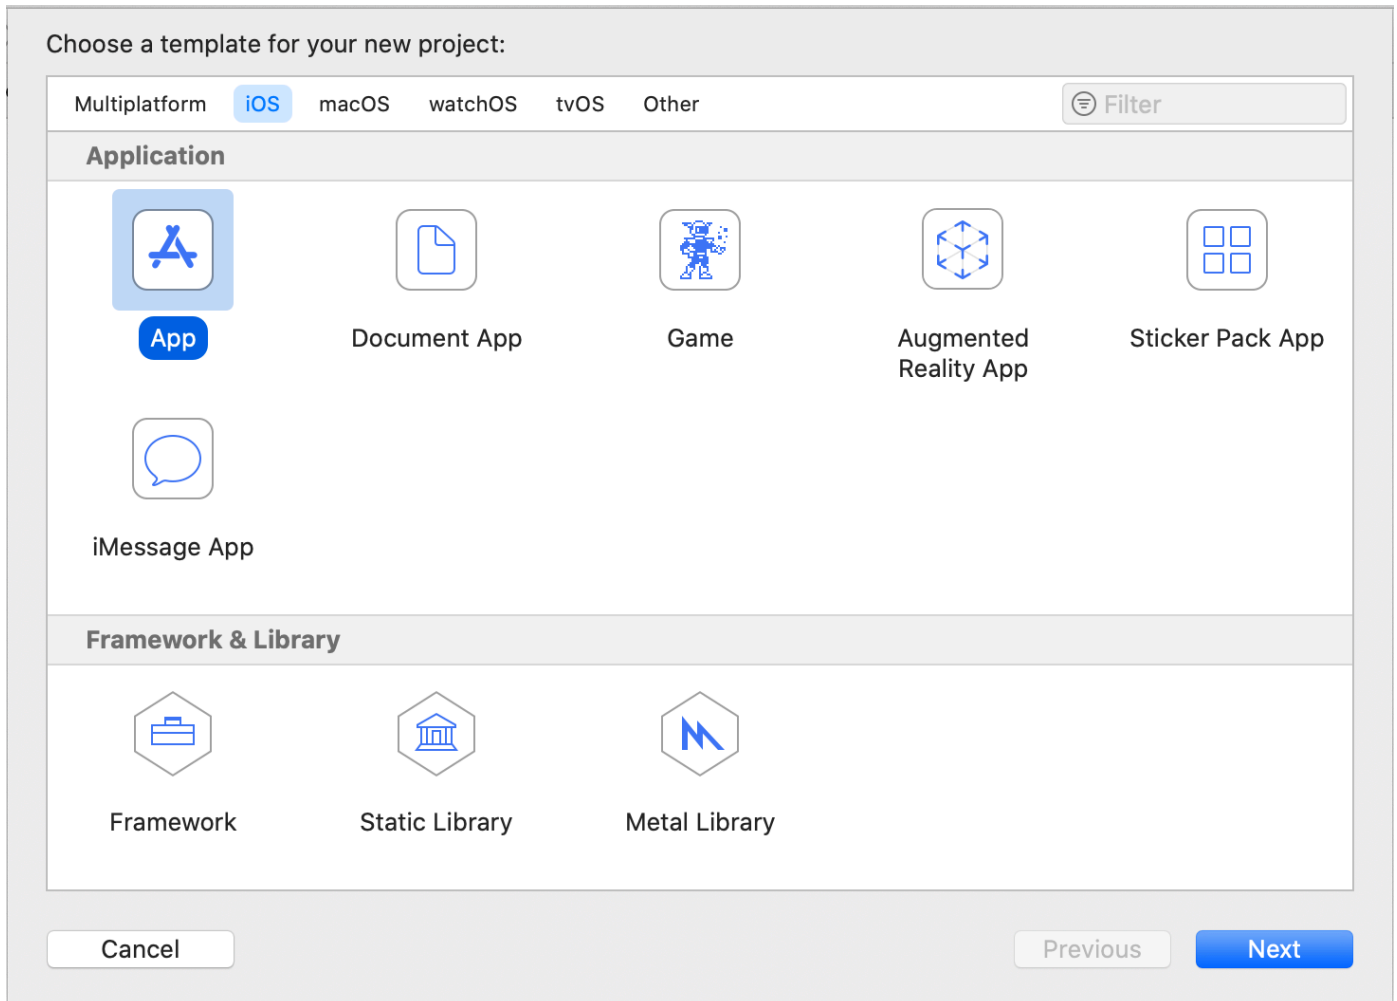 Choose a template for your new project:
Multiplatform iOS macOS watchOS tvOS Other Filter
Application
App Document App Game Augmented Reality App Sticker Pack App
iMessage App
Framework & Library
Framework Static Library Metal Library
Cancel Previous Next